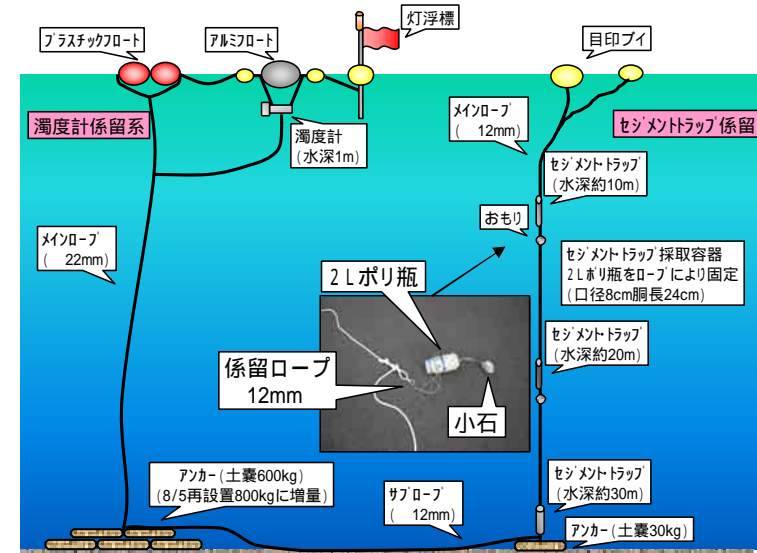 プラスチックフロート
アルミフロート
灯浮標
目印ブイ
濁度計係留系
濁度計
(水深1m)
メインロープ
( 12mm)
セジメントトラップ係留
セジメントトラップ
(水深約10m)
おもり
メインロープ
( 22mm)
セジメントトラップ採取容器
2Lポリ瓶をロープにより固定
(口径8cm胴長24cm)
2Lポリ瓶
係留ロープ
12mm
小石
セジメントトラップ
(水深約20m)
アンカー(土嚢600kg)
(8/5再設置800kgに増量)
サブロープ
( 12mm)
セジメントトラップ
(水深約30m)
アンカー(土嚢30kg)